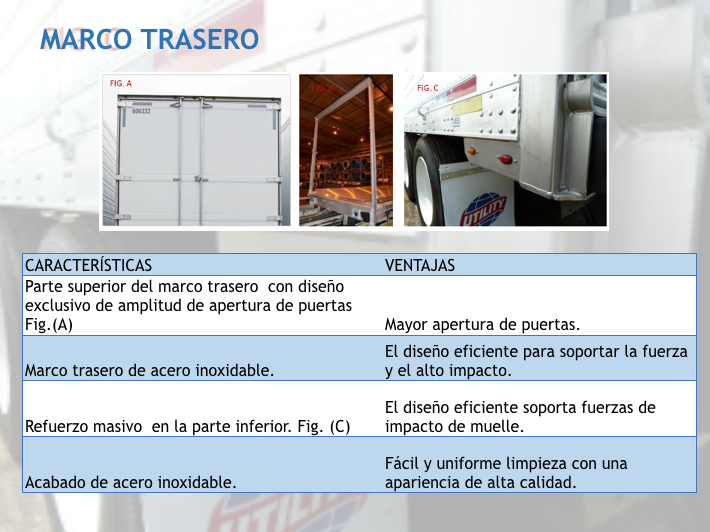 MARCO TRASERO
FIG. A
FIG. C
606332
UTILITY
CARACTERÍSTICAS
VENTAJAS
Parte superior del marco trasero con diseño
exclusivo de amplitud de apertura de puertas
Fig.(A)
Mayor apertura de puertas.
Marco trasero de acero inoxidable.
El diseño eficiente para soportar la fuerza
y el alto impacto.
Refuerzo masivo en la parte inferior. Fig. (C)
El diseño eficiente soporta fuerzas de
impacto de muelle.
Acabado de acero inoxidable.
Fácil y uniforme limpieza con una
apariencia de alta calidad.